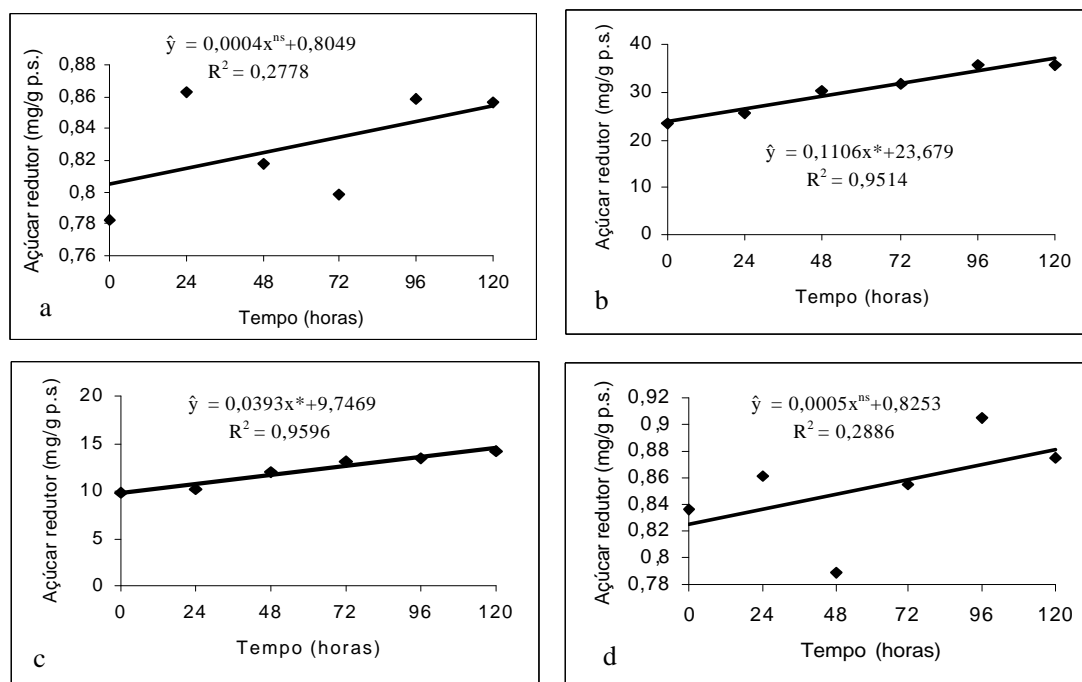 ŷ = 0,0004xⁿˢ+0,8049
R² = 0,2778
Açúcar redutor (mg/g p.s.)
0,88
0,86
0,84
0,82
0,8
0,78
0,76
0 24 48 72 96 120
Tempo (horas)
a
ŷ = 0,1106x*+23,679
R² = 0,9514
Açúcar redutor (mg/g p.s.)
40
30
20
10
0
0 24 48 72 96 120
Tempo (horas)
b
ŷ = 0,0393x*+9,7469
R² = 0,9596
Açúcar redutor (mg/g p.s)
20
15
10
5
0
0 24 48 72 96 120
Tempo (horas)
c
ŷ = 0,0005xⁿˢ+0,8253
R² = 0,2886
Açúcar redutor (mg/g p.s.)
0,92
0,9
0,88
0,86
0,84
0,82
0,8
0,78
0 24 48 72 96 120
Tempo (horas)
d